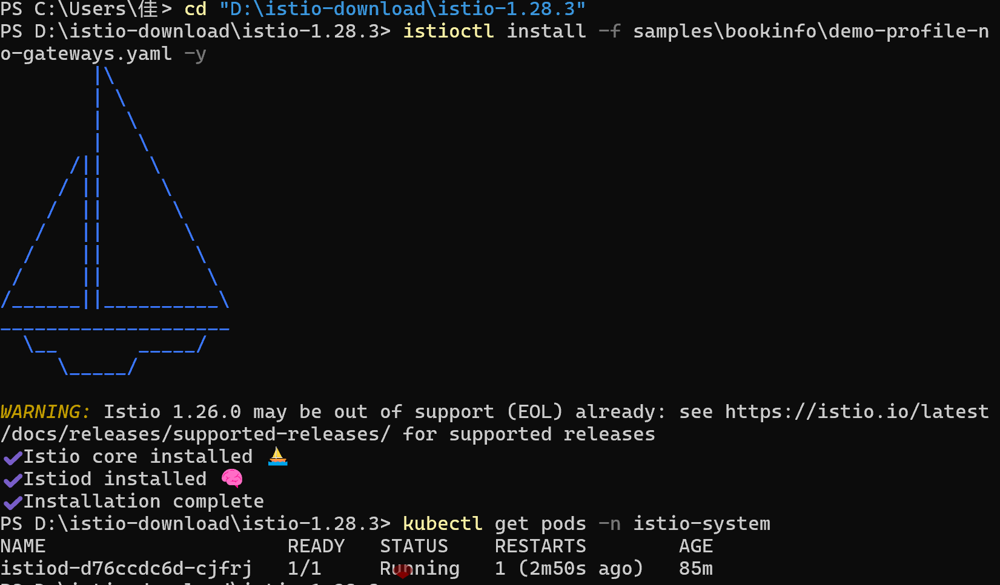 PS C:\Users\佳> cd "D:\istio-download\istio-1.28.3"
PS D:\istio-download\istio-1.28.3> istioctl install -f samples\bookinfo\demo-profile-n
o-gateways.yaml -y
WARNING: Istio 1.26.0 may be out of support (EOL) already: see https://istio.io/latest
/docs/releases/supported-releases/ for supported releases
✔Istio core installed ⛵
✔Istiod installed 🧠
✔Installation complete
PS D:\istio-download\istio-1.28.3> kubectl get pods -n istio-system
NAME READY STATUS RESTARTS AGE
istiod-d76ccdc6d-cjfrj 1/1 Running 1 (2m50s ago) 85m